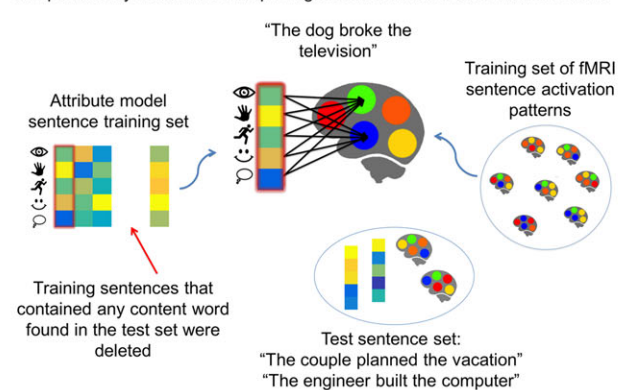 "The dog broke the
television"
Training set of fMRI
sentence activation
patterns
Attribute model
sentence training set
Training sentences that
contained any content word
found in the test set were
deleted
Test sentence set:
"The couple planned the vacation"
"The engineer built the computer"